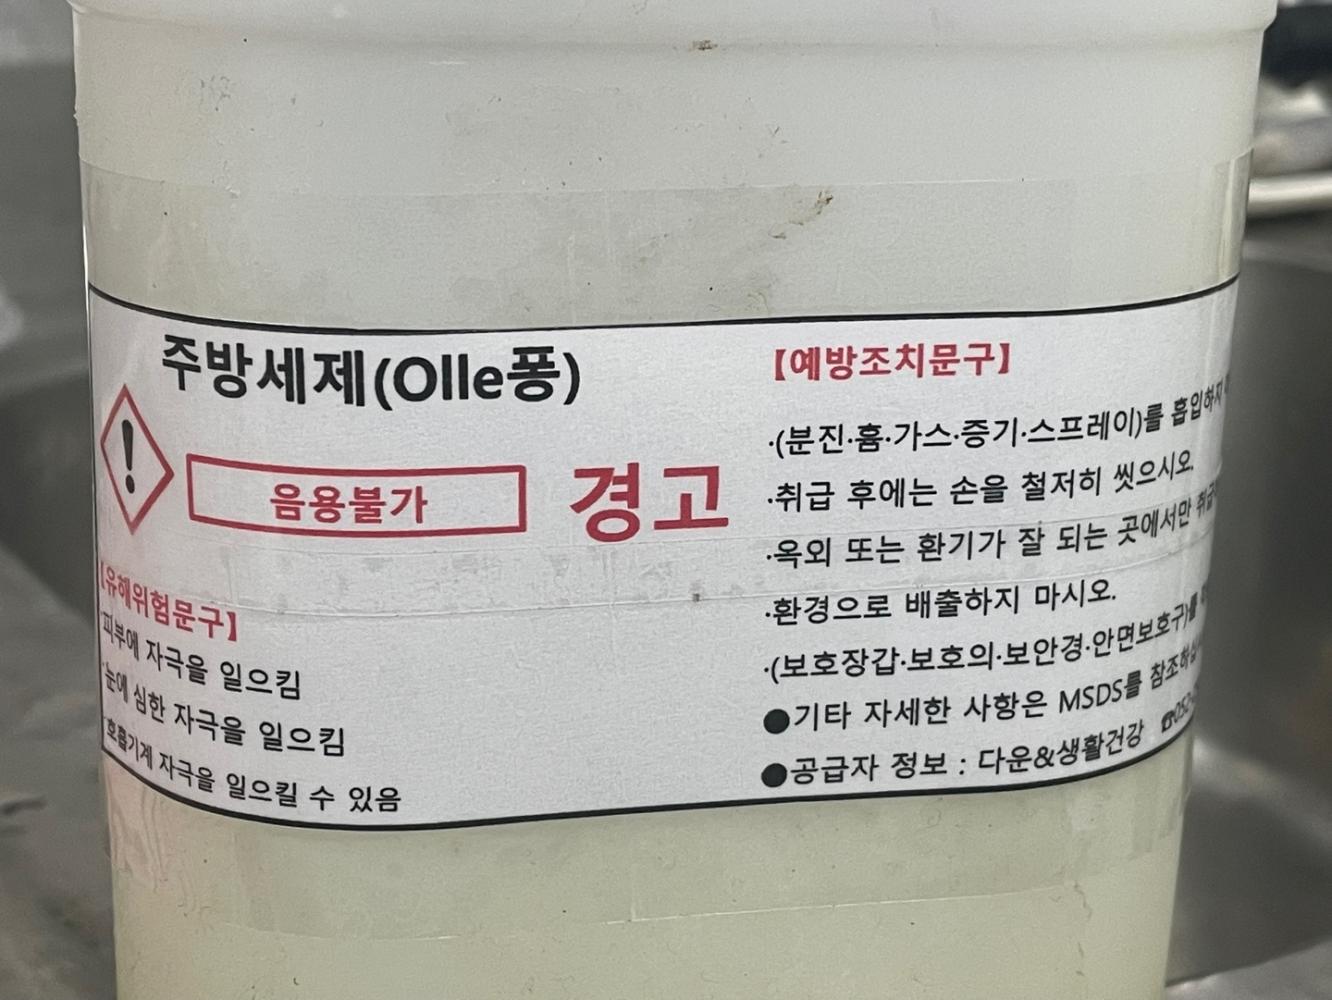 주방세제(Olle퐁)
!
음용불가
경고
【유해위험문구】
·피부에 자극을 일으킴
·눈에 심한 자극을 일으킴
·호흡기계 자극을 일으킬 수 있음
【예방조치문구】
·(분진·흄·가스·증기·스프레이)를 흡입하지
·취급 후에는 손을 철저히 씻으시오.
·옥외 또는 환기가 잘 되는 곳에서만 취급
·환경으로 배출하지 마시오.
·(보호장갑·보호의·보안경·안면보호구)를
●기타 자세한 사항은 MSDS를 참조하십
●공급자 정보 : 다운&생활건강 ☎052-